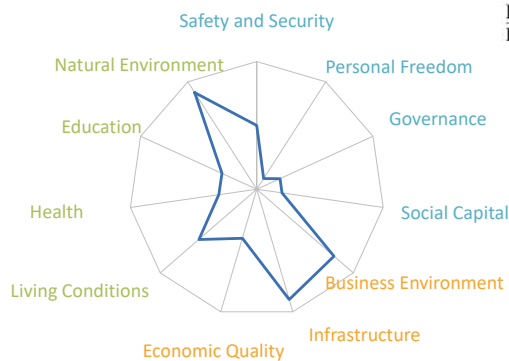 Safety and Security
Natural Environment
Personal Freedom
Education
Governance
Health
Social Capital
Business Environment
Living Conditions
Infrastructure
Economic Quality